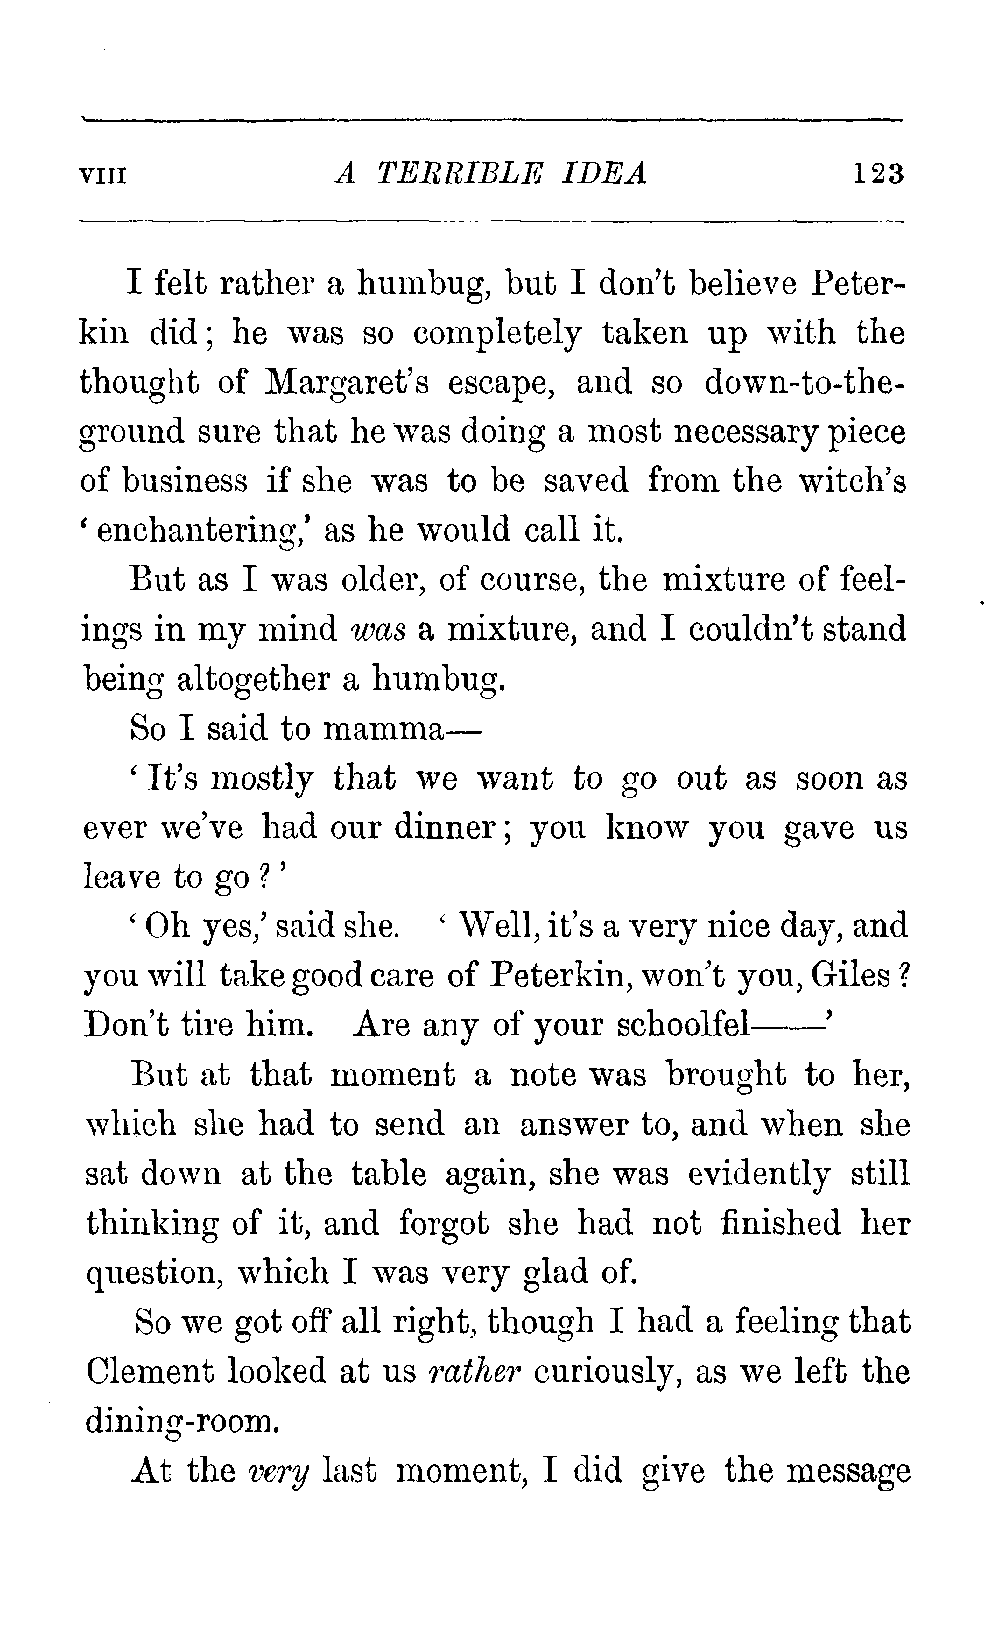 VIII A TERRIBLE IDEA 123
I felt rather a humbug, but I don't believe Peter-
kin did; he was so completely taken up with the
thought of Margaret's escape, and so down-to-the-
ground sure that he was doing a most necessary piece
of business if she was to be saved from the witch's
‘enchantering,’ as he would call it.
But as I was older, of course, the mixture of feel-
ings in my mind was a mixture, and I couldn't stand
being altogether a humbug.
So I said to mamma—
‘It's mostly that we want to go out as soon as
ever we've had our dinner; you know you gave us
leave to go?’
‘Oh yes,’ said she. ‘Well, it's a very nice day, and
you will take good care of Peterkin, won't you, Giles?
Don't tire him. Are any of your schoolfel——’
But at that moment a note was brought to her,
which she had to send an answer to, and when she
sat down at the table again, she was evidently still
thinking of it, and forgot she had not finished her
question, which I was very glad of.
So we got off all right, though I had a feeling that
Clement looked at us rather curiously, as we left the
dining-room.
At the very last moment, I did give the message